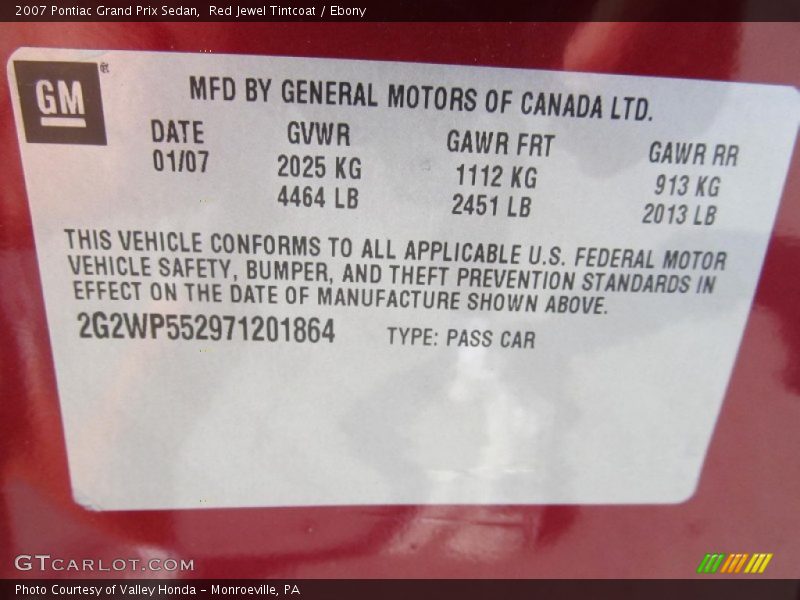 2007 Pontiac Grand Prix Sedan,  Red Jewel Tintcoat / Ebony
GM®
MFD BY GENERAL MOTORS OF CANADA LTD.
DATE GVWR GAWR FRT GAWR RR
01/07 2025 KG 1112 KG 913 KG
4464 LB 2451 LB 2013 LB
THIS VEHICLE CONFORMS TO ALL APPLICABLE U.S. FEDERAL MOTOR
VEHICLE SAFETY, BUMPER, AND THEFT PREVENTION STANDARDS IN
EFFECT ON THE DATE OF MANUFACTURE SHOWN ABOVE.
2G2WP552971201864 TYPE: PASS CAR
GTCARLOT.COM
Photo Courtesy of Valley Honda - Monroeville, PA